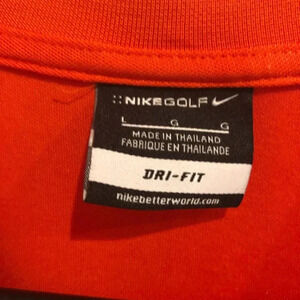 ::NIKEGOLF
L G G
MADE IN THAILAND
FABRIQUE EN THAILANDE
DRI-FIT
nikebetterworld.com